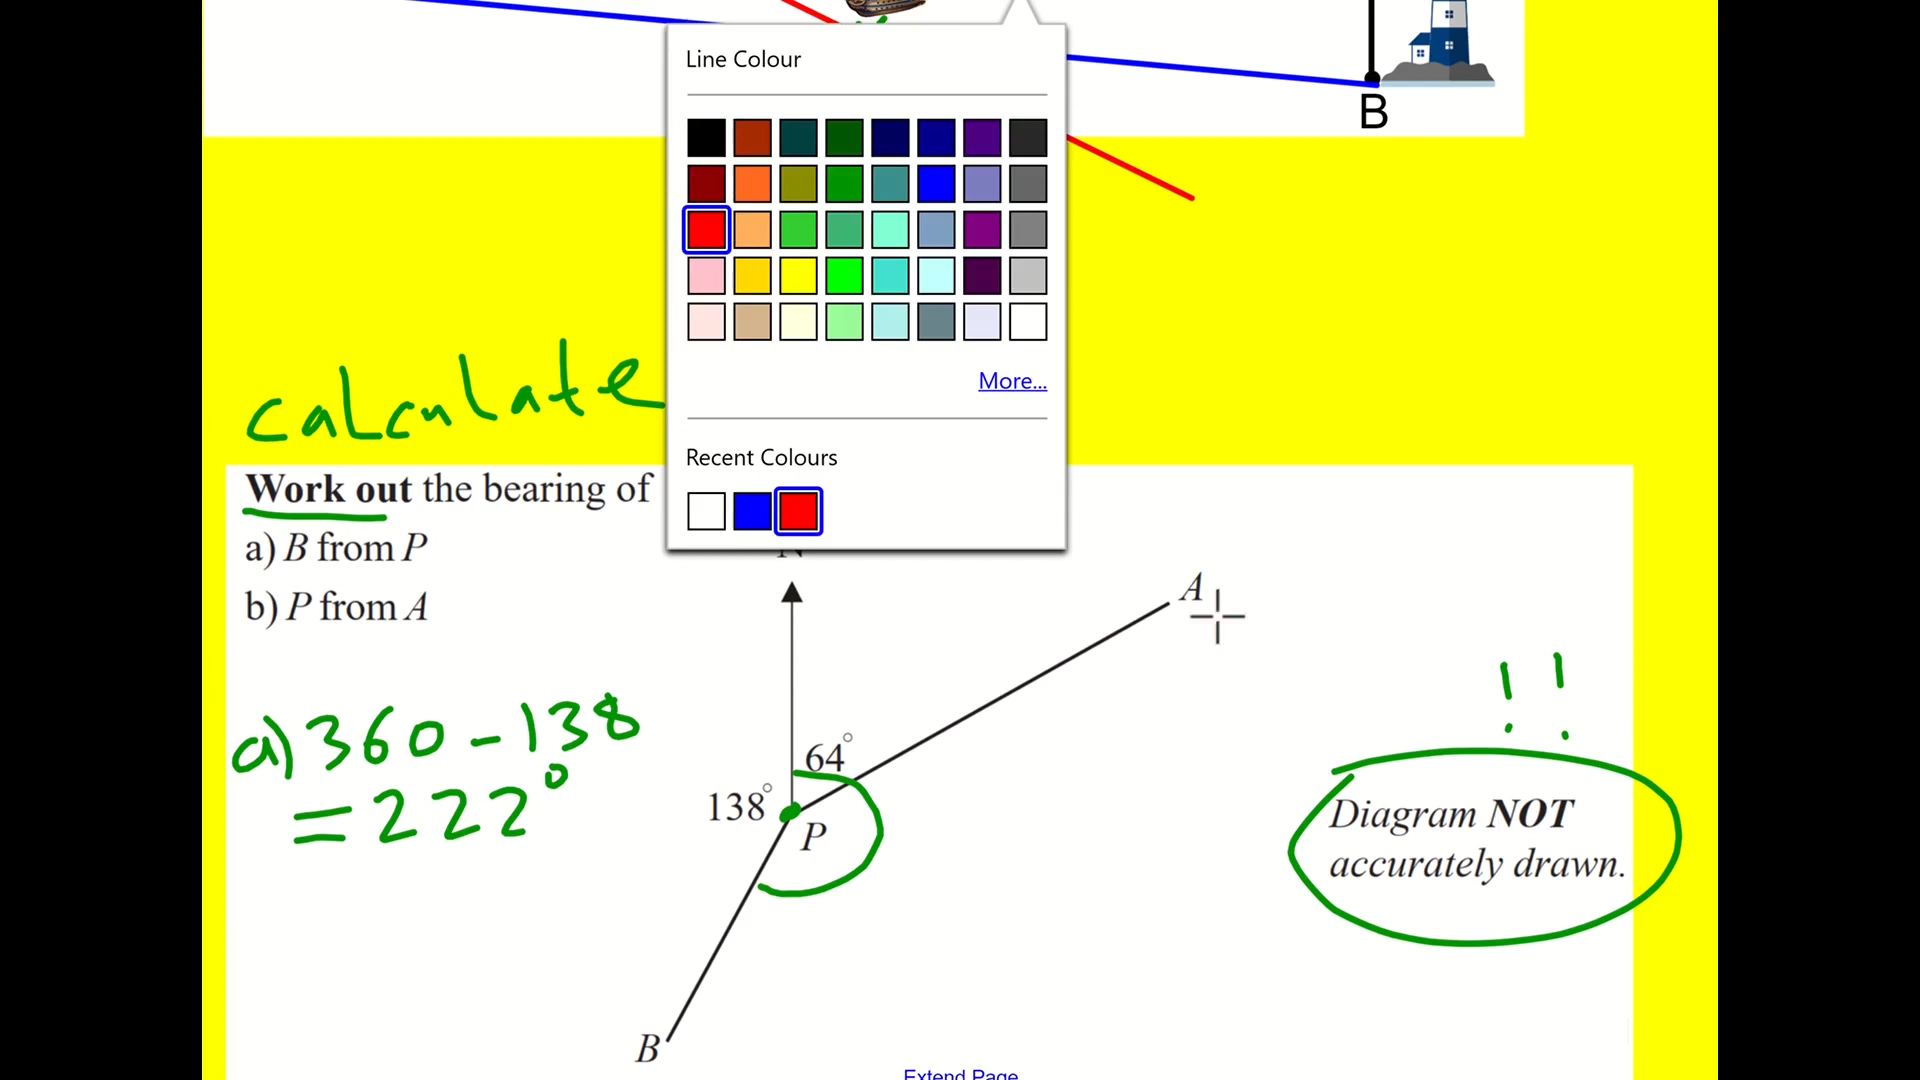 Line Colour
B
More...
calculate
Recent Colours
Work out the bearing of
a) B from P
b) P from A
N
A
a) 360 - 138
= 222°
64°
138°
P
Diagram NOT
accurately drawn.
! !
B
Extend Page